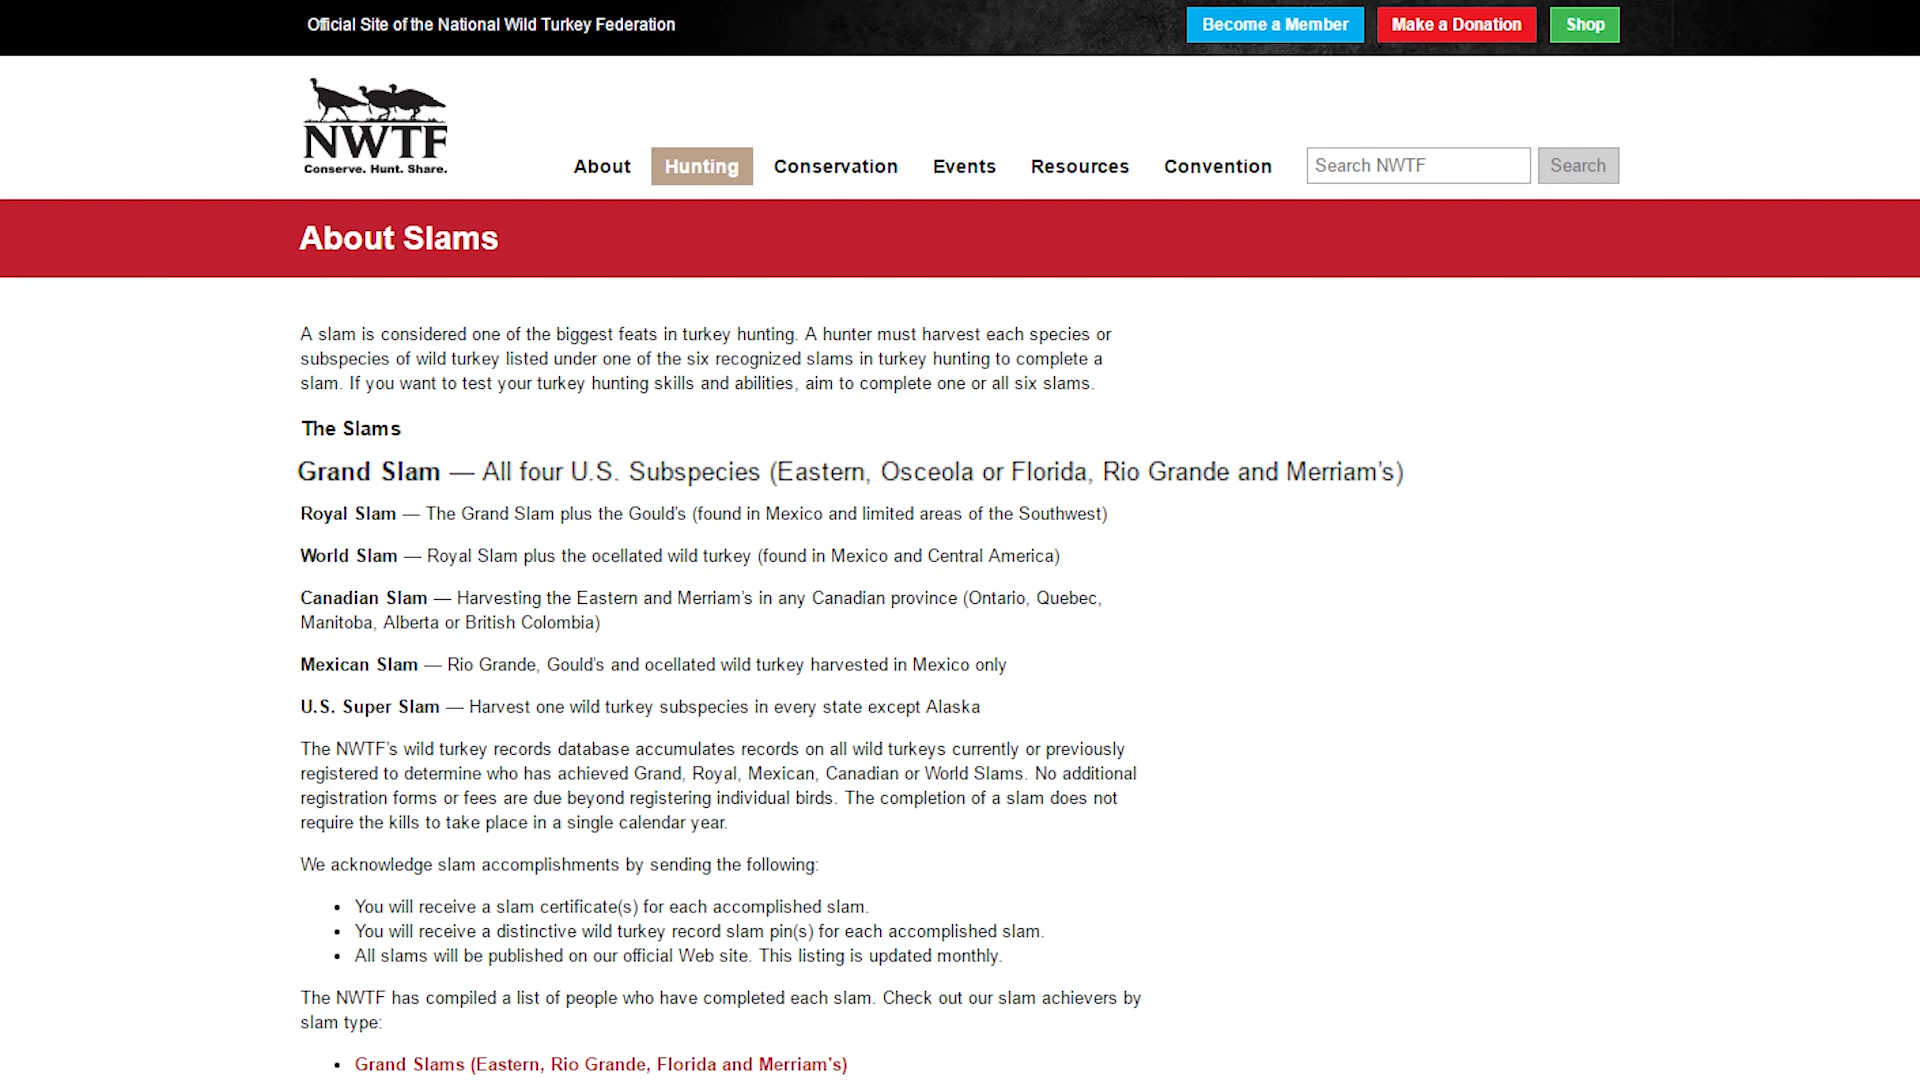 Official Site of the National Wild Turkey Federation
Become a Member
Make a Donation
Shop
NWTF
Conserve. Hunt. Share.
About
Hunting
Conservation
Events
Resources
Convention
Search NWTF
Search
About Slams
A slam is considered one of the biggest feats in turkey hunting. A hunter must harvest each species or
subspecies of wild turkey listed under one of the six recognized slams in turkey hunting to complete a
slam. If you want to test your turkey hunting skills and abilities, aim to complete one or all six slams.
The Slams
Grand Slam — All four U.S. Subspecies (Eastern, Osceola or Florida, Rio Grande and Merriam's)
Royal Slam — The Grand Slam plus the Gould's (found in Mexico and limited areas of the Southwest)
World Slam — Royal Slam plus the ocellated wild turkey (found in Mexico and Central America)
Canadian Slam — Harvesting the Eastern and Merriam's in any Canadian province (Ontario, Quebec,
Manitoba, Alberta or British Colombia)
Mexican Slam — Rio Grande, Gould's and ocellated wild turkey harvested in Mexico only
U.S. Super Slam — Harvest one wild turkey subspecies in every state except Alaska
The NWTF's wild turkey records database accumulates records on all wild turkeys currently or previously
registered to determine who has achieved Grand, Royal, Mexican, Canadian or World Slams. No additional
registration forms or fees are due beyond registering individual birds. The completion of a slam does not
require the kills to take place in a single calendar year.
We acknowledge slam accomplishments by sending the following:
• You will receive a slam certificate(s) for each accomplished slam.
• You will receive a distinctive wild turkey record slam pin(s) for each accomplished slam.
• All slams will be published on our official Web site. This listing is updated monthly.
The NWTF has compiled a list of people who have completed each slam. Check out our slam achievers by
slam type:
• Grand Slams (Eastern, Rio Grande, Florida and Merriam's)